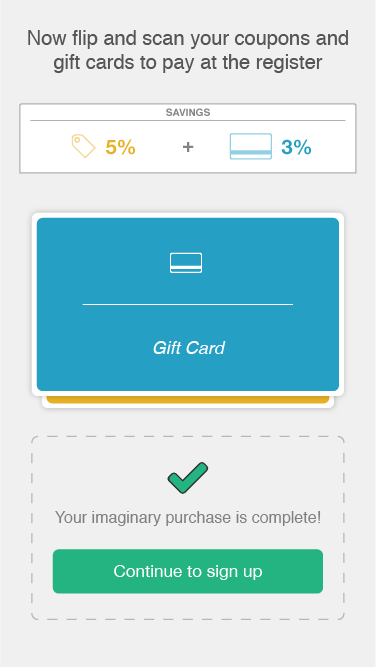 Now flip and scan your coupons and
gift cards to pay at the register
SAVINGS
5% + 3%
Gift Card
Your imaginary purchase is complete!
Continue to sign up